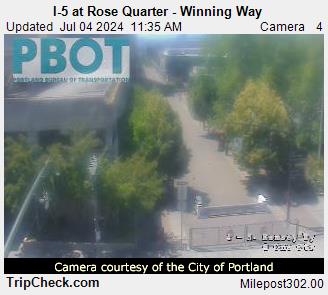 I-5 at Rose Quarter - Winning Way
Updated Jul 04 2024 11:35 AM Camera 4
PBOT
PORTLAND BUREAU OF TRANSPORTATION
Camera courtesy of the City of Portland
TripCheck.com Milepost302.00